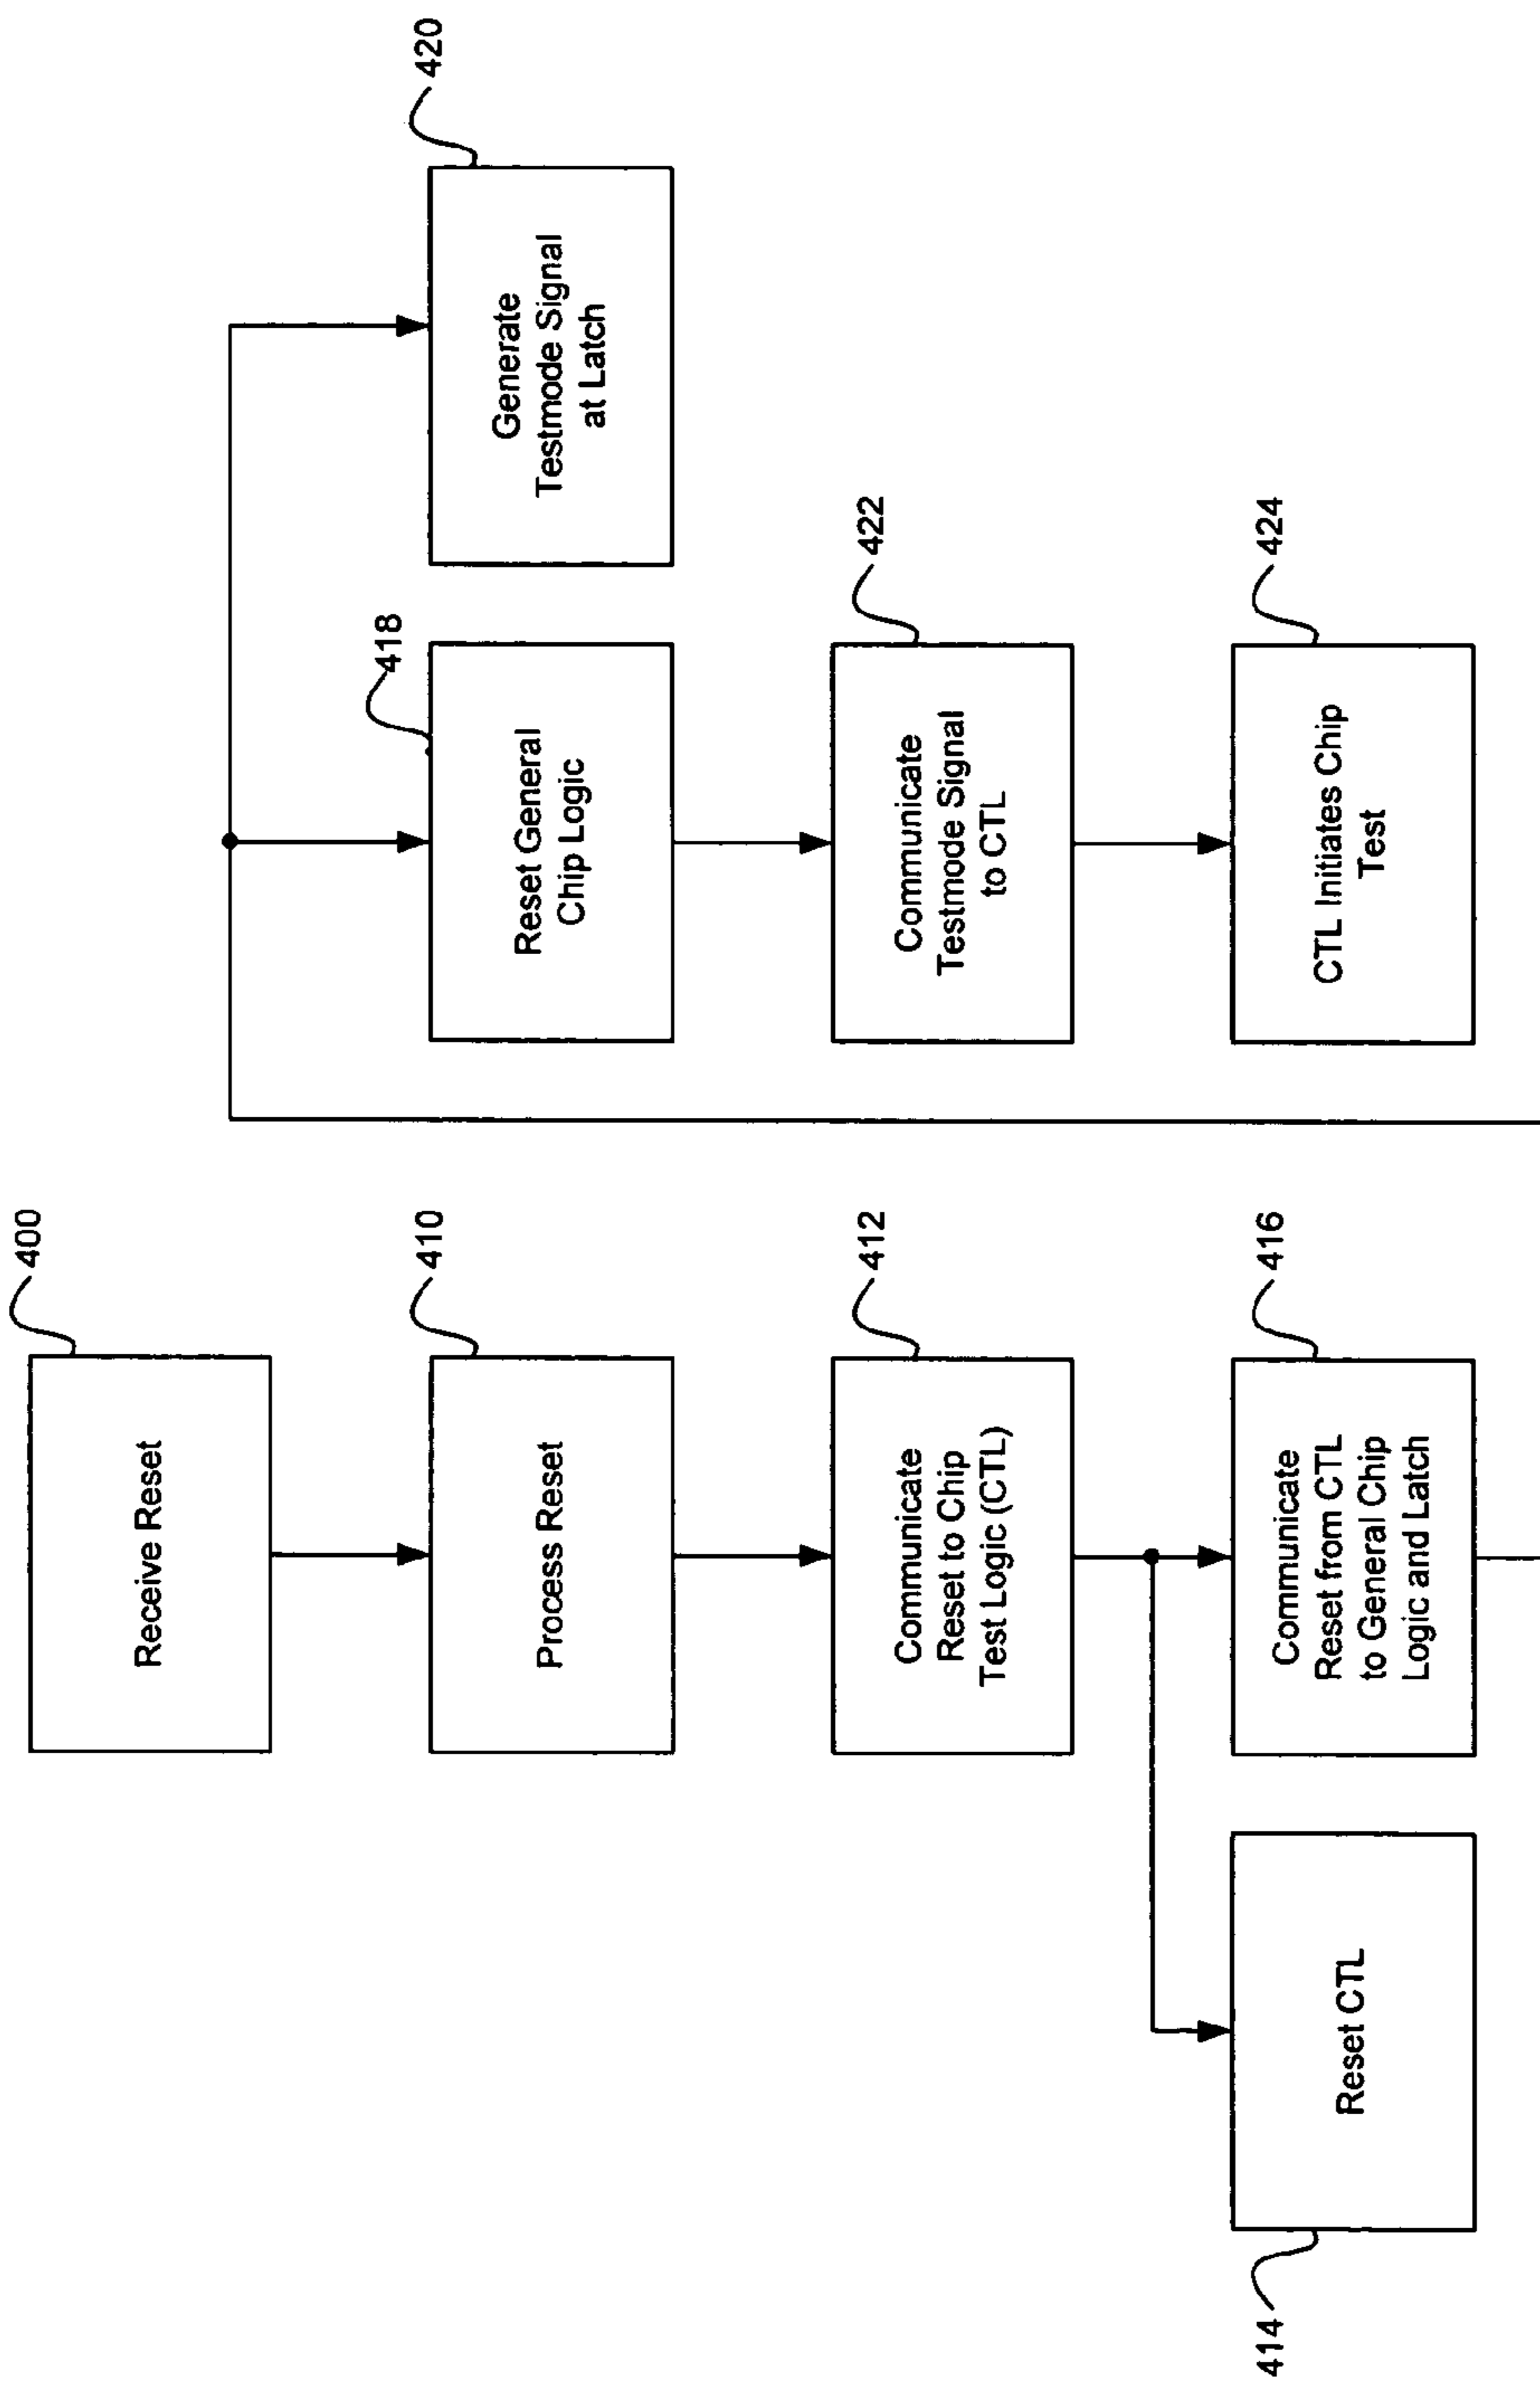 400
Receive Reset
410
Process Reset
412
Communicate
Reset to Chip
Test Logic (CTL)
414
Reset CTL
416
Communicate
Reset from CTL
to General Chip
Logic and Latch
418
Reset General
Chip Logic
420
Generate
Testmode Signal
at Latch
422
Communicate
Testmode Signal
to CTL
424
CTL Initiates Chip
Test